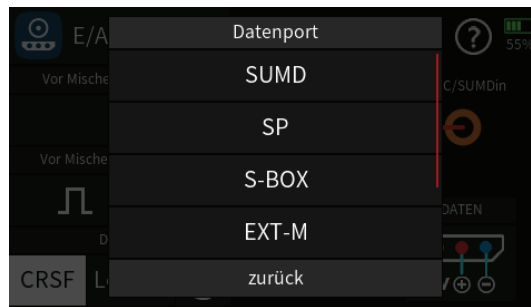 E/A
Datenport
?
55%
Vor Mische
SUMD
C/SUMDin
SP
Vor Mische
S-BOX
DATEN
EXT-M
D
CRSF L
zurück